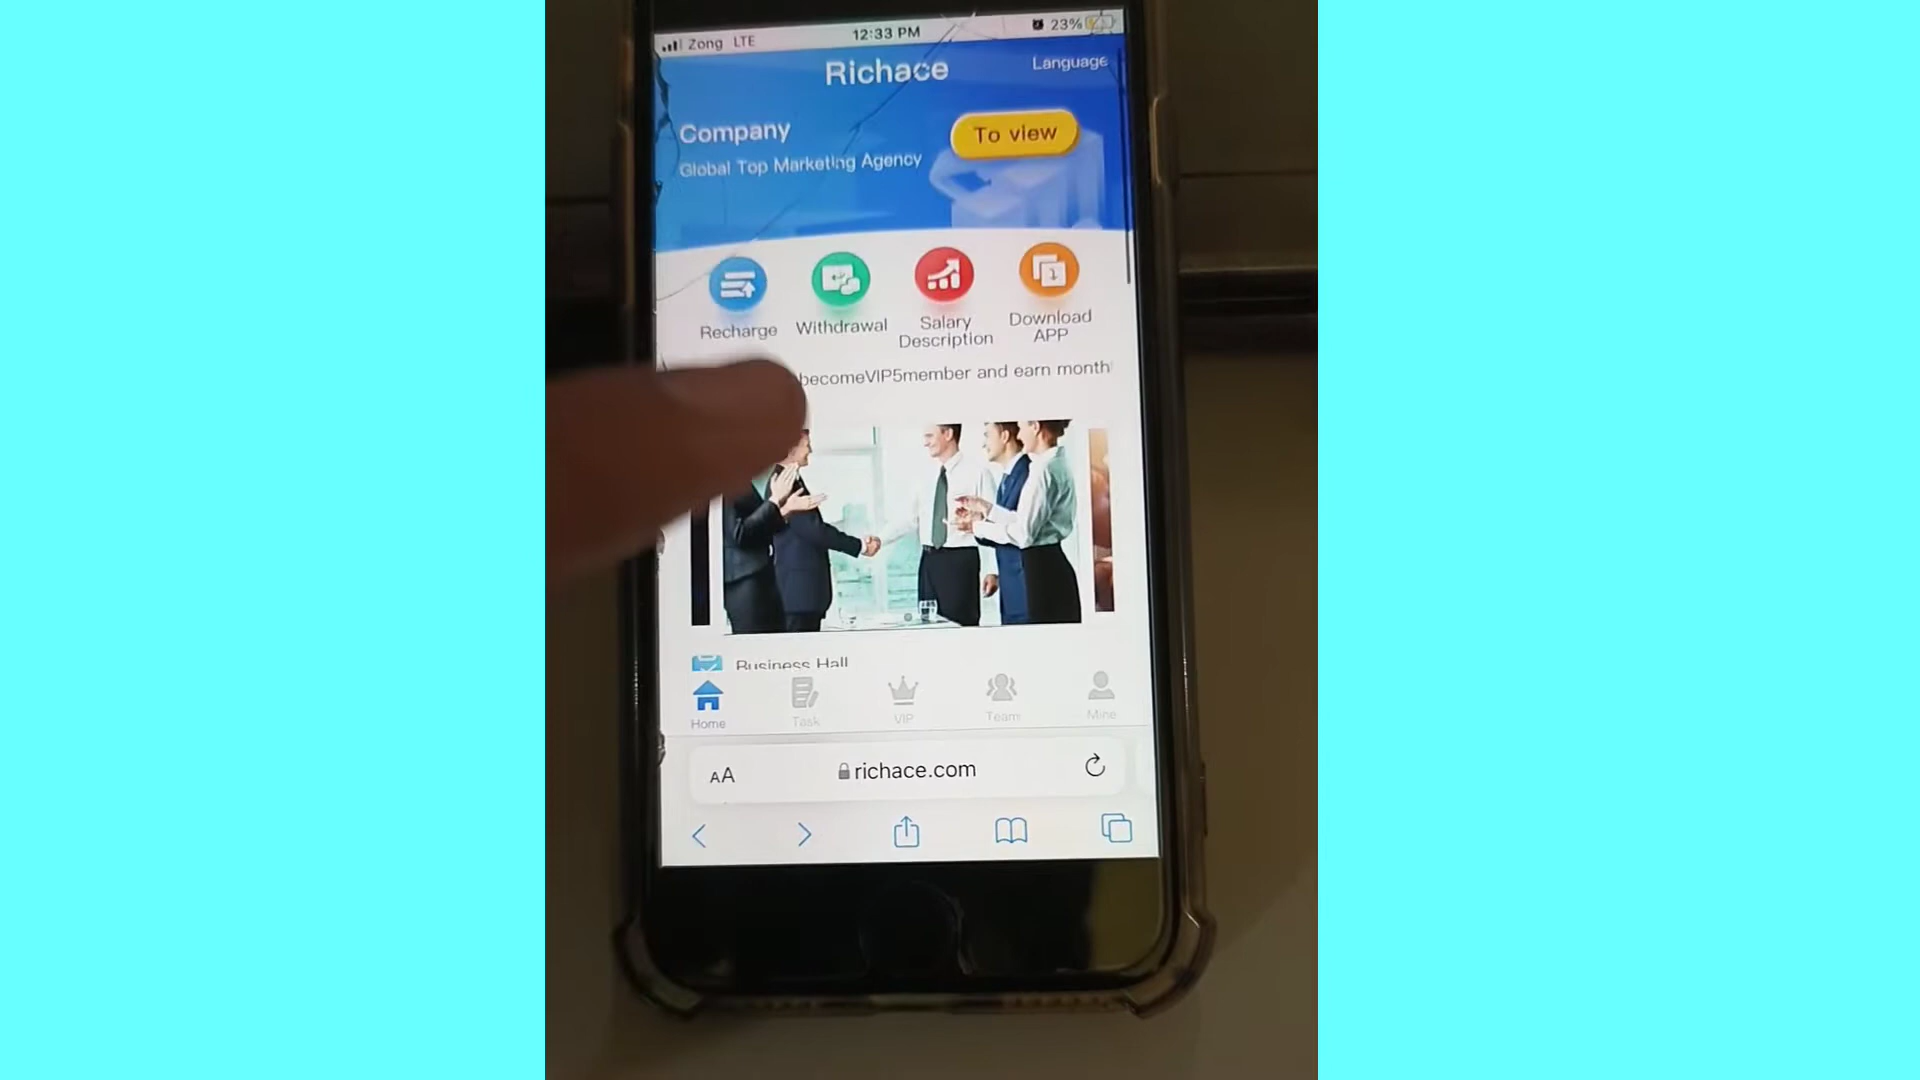 Zong LTE
12:33 PM
23%
Richace
Language
Company
To view
Global Top Marketing Agency
Recharge
Withdrawal
Salary
Description
Download
APP
becomeVIP5member and earn month
Business Hall
Home
Task
VIP
Team
Mine
AA
richace.com